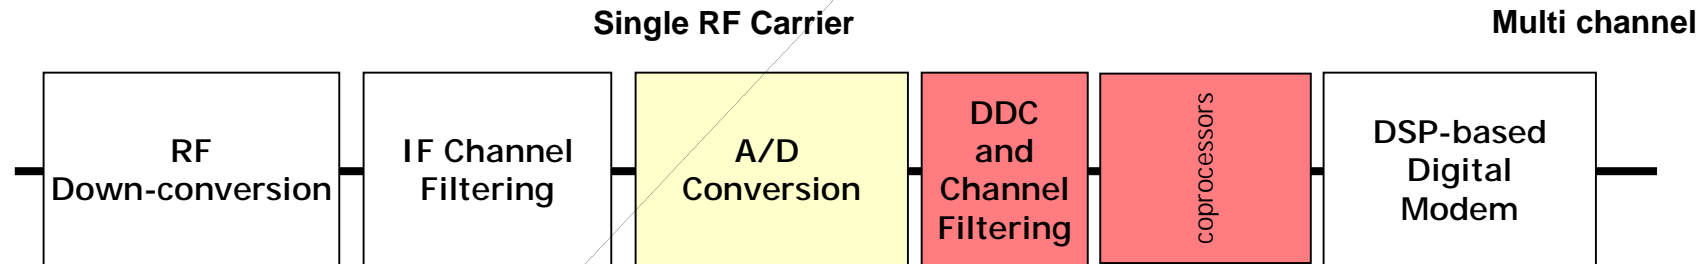 Single RF Carrier
Multi channel
RF
Down-conversion
IF Channel
Filtering
A/D
Conversion
DDC
and
Channel
Filtering
coprocessors
DSP-based
Digital
Modem